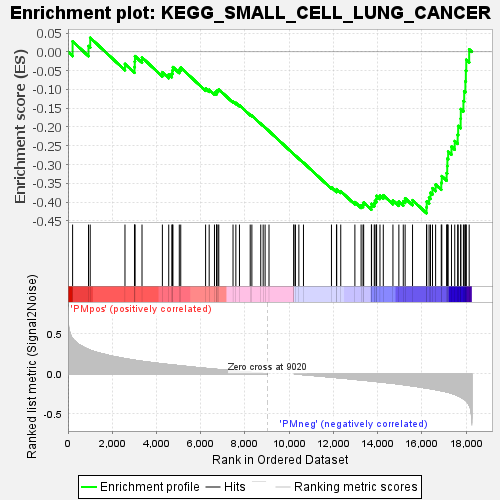 Enrichment plot: KEGG_SMALL_CELL_LUNG_CANCER
Enrichment score (ES)
0.05
0.00
-0.05
-0.10
-0.15
-0.20
-0.25
-0.30
-0.35
-0.40
-0.45
'PMpos' (positively correlated)
Ranked list metric (Signal2Noise)
0.5
0.0
-0.5
Zero cross at 9020
'PMneg' (negatively correlated)
0 2,000 4,000 6,000 8,000 10,000 12,000 14,000 16,000 18,000
Rank in Ordered Dataset
Enrichment profile Hits Ranking metric scores